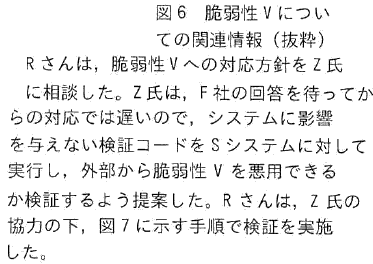 図6 脆弱性Vについ
ての関連情報（抜粋）
Rさんは，脆弱性Vへの対応方針をZ氏
に相談した。Z氏は，F社の回答を待ってか
らの対応では遅いので，システムに影響
を与えない検証コードをSシステムに対して
実行し，外部から脆弱性Vを悪用できる
か検証するよう提案した。Rさんは，Z氏の
協力の下，図7に示す手順で検証を実施
した。